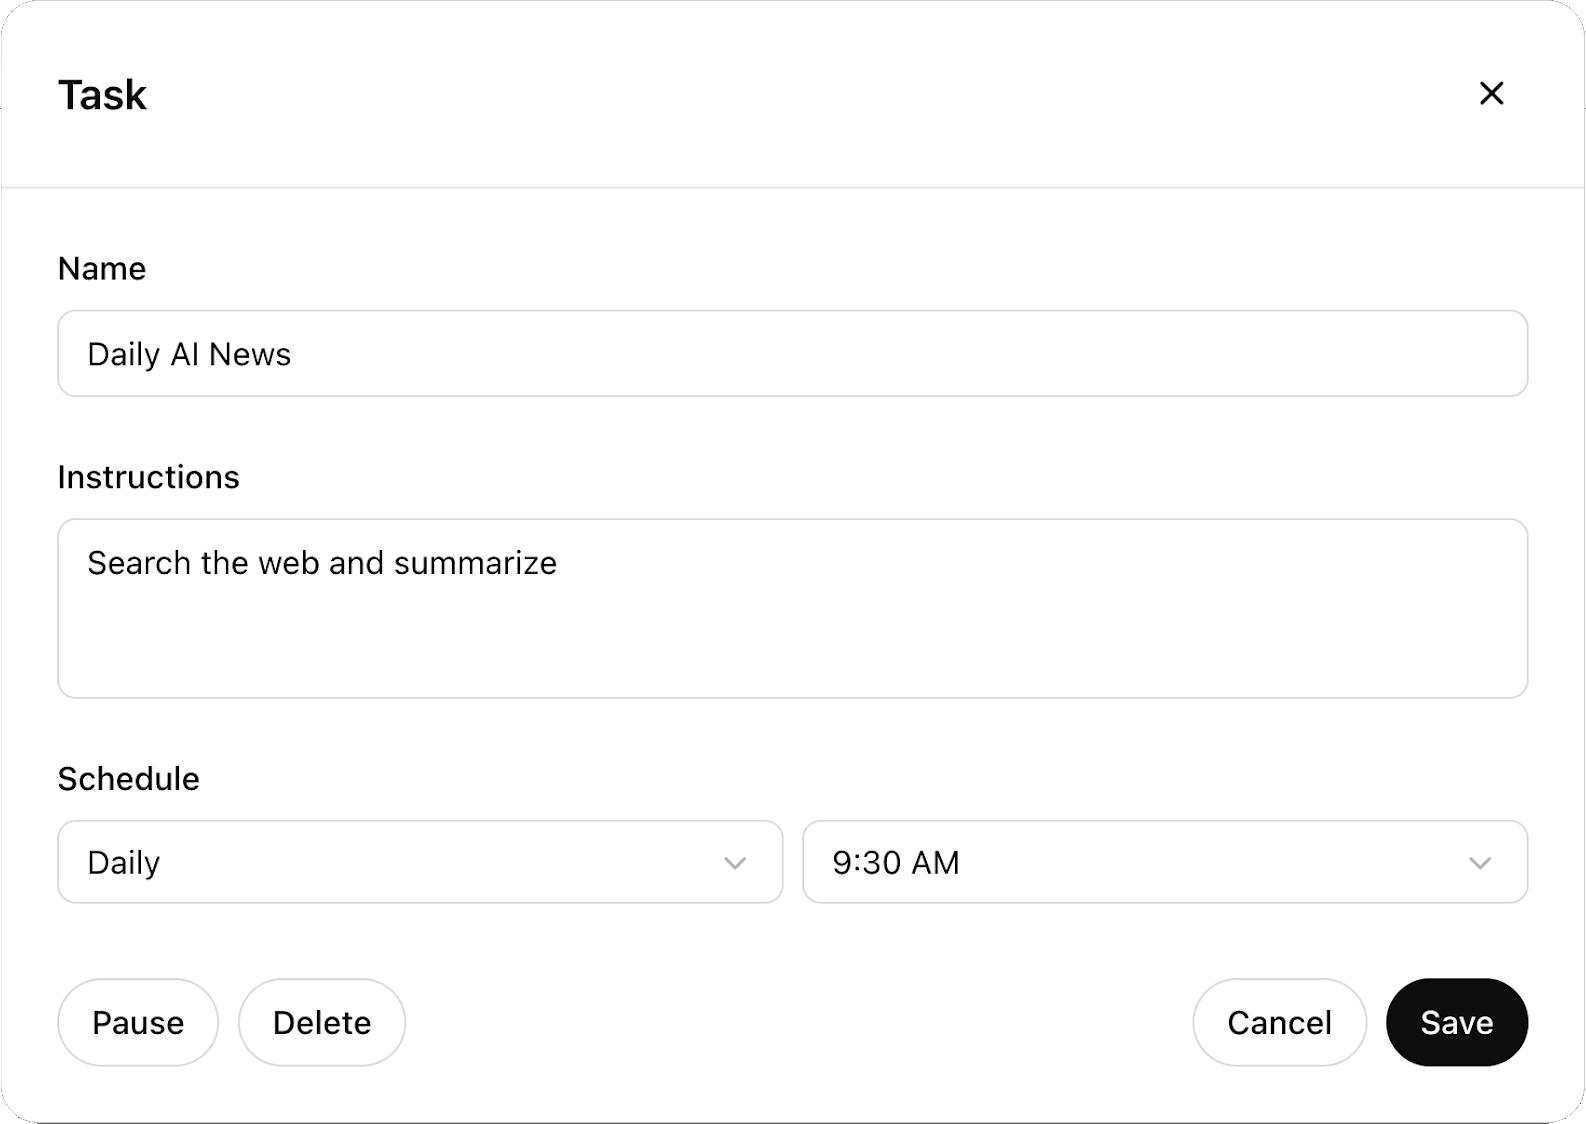 Task
Name
Daily AI News
Instructions
Search the web and summarize
Schedule
Daily
9:30 AM
Pause
Delete
Cancel
Save